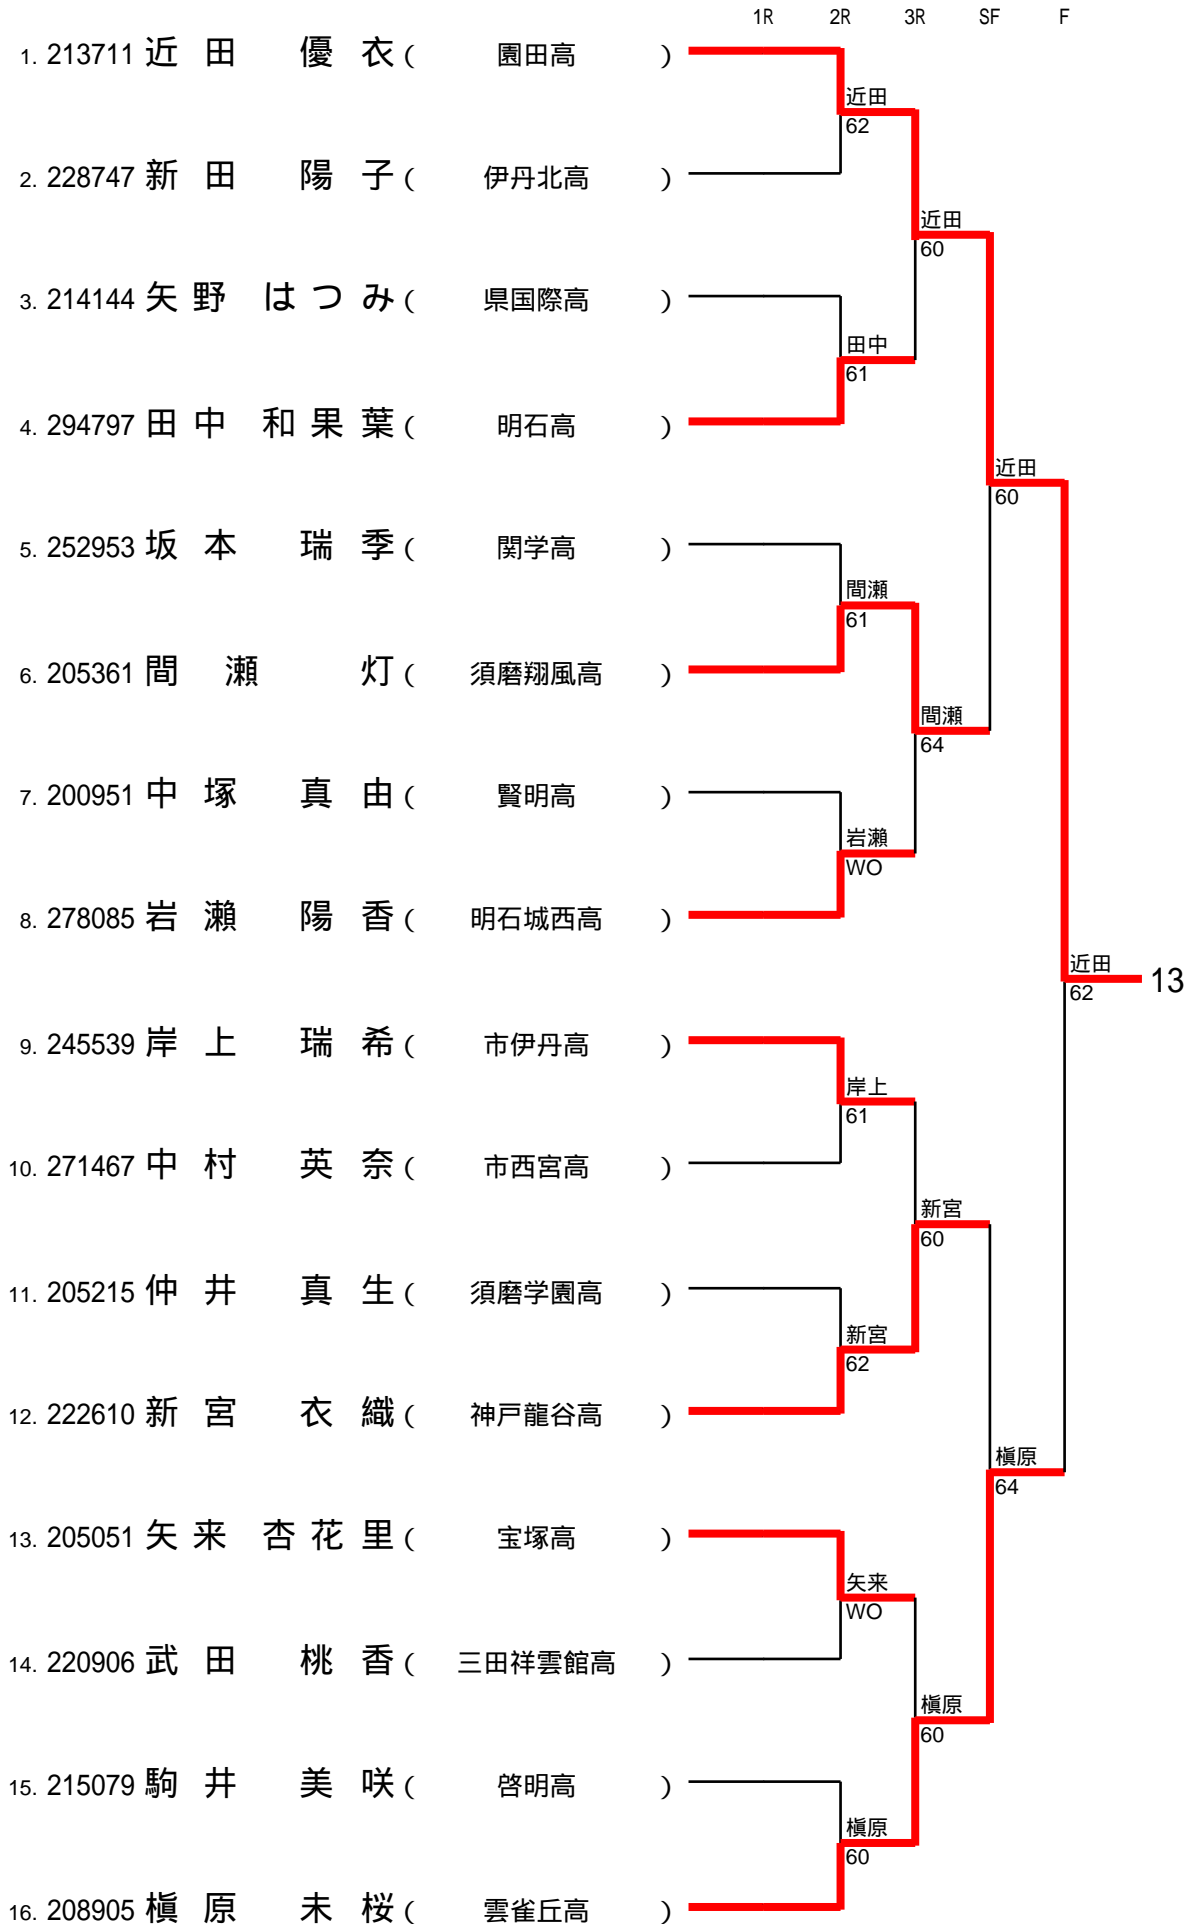 1R 2R 3R SF F
1. 213711 近田 優衣 ( 園田高 )
近田
62
2. 228747 新田 陽子 ( 伊丹北高 )
近田
60
3. 214144 矢野 はつみ ( 県国際高 )
田中
61
4. 294797 田中 和果葉 ( 明石高 )
近田
60
5. 252953 坂本 瑞季 ( 関学高 )
間瀬
61
6. 205361 間瀬 灯 ( 須磨翔風高 )
間瀬
64
7. 200951 中塚 真由 ( 賢明高 )
岩瀬
WO
8. 278085 岩瀬 陽香 ( 明石城西高 )
近田
62
13
9. 245539 岸上 瑞希 ( 市伊丹高 )
岸上
61
10. 271467 中村 英奈 ( 市西宮高 )
新宮
60
11. 205215 仲井 真生 ( 須磨学園高 )
新宮
62
12. 222610 新宮 衣織 ( 神戸龍谷高 )
槇原
64
13. 205051 矢来 杏花里 ( 宝塚高 )
矢来
WO
14. 220906 武田 桃香 ( 三田祥雲館高 )
槇原
60
15. 215079 駒井 美咲 ( 啓明高 )
槇原
60
16. 208905 槇原 未桜 ( 雲雀丘高 )